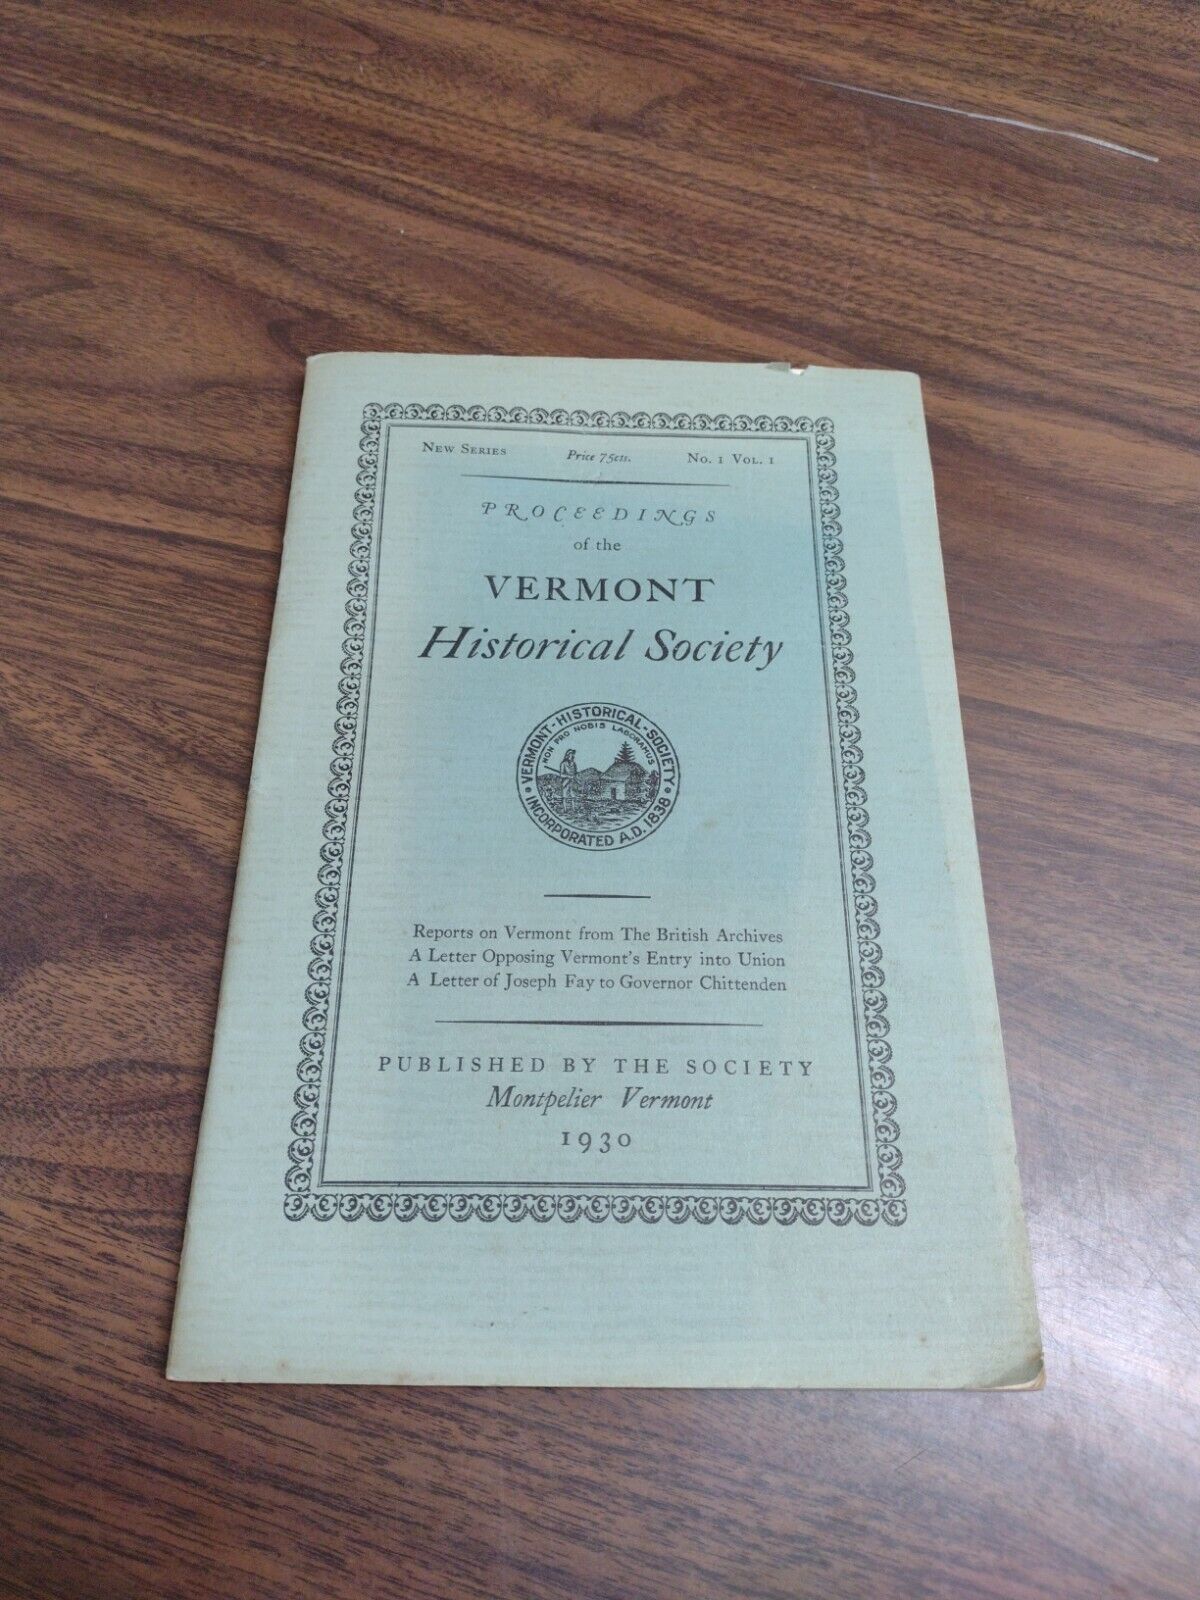 NEW SERIES Price 75cts. No. 1 VOL. 1
PROCEEDINGS
of the
VERMONT
Historical Society
VERMONT·HISTORICAL·SOCIETY·
NON PRO NOBIS LABORAMUS
INCORPORATED A.D. 1838
Reports on Vermont from The British Archives
A Letter Opposing Vermont's Entry into Union
A Letter of Joseph Fay to Governor Chittenden
PUBLISHED BY THE SOCIETY
Montpelier Vermont
1930